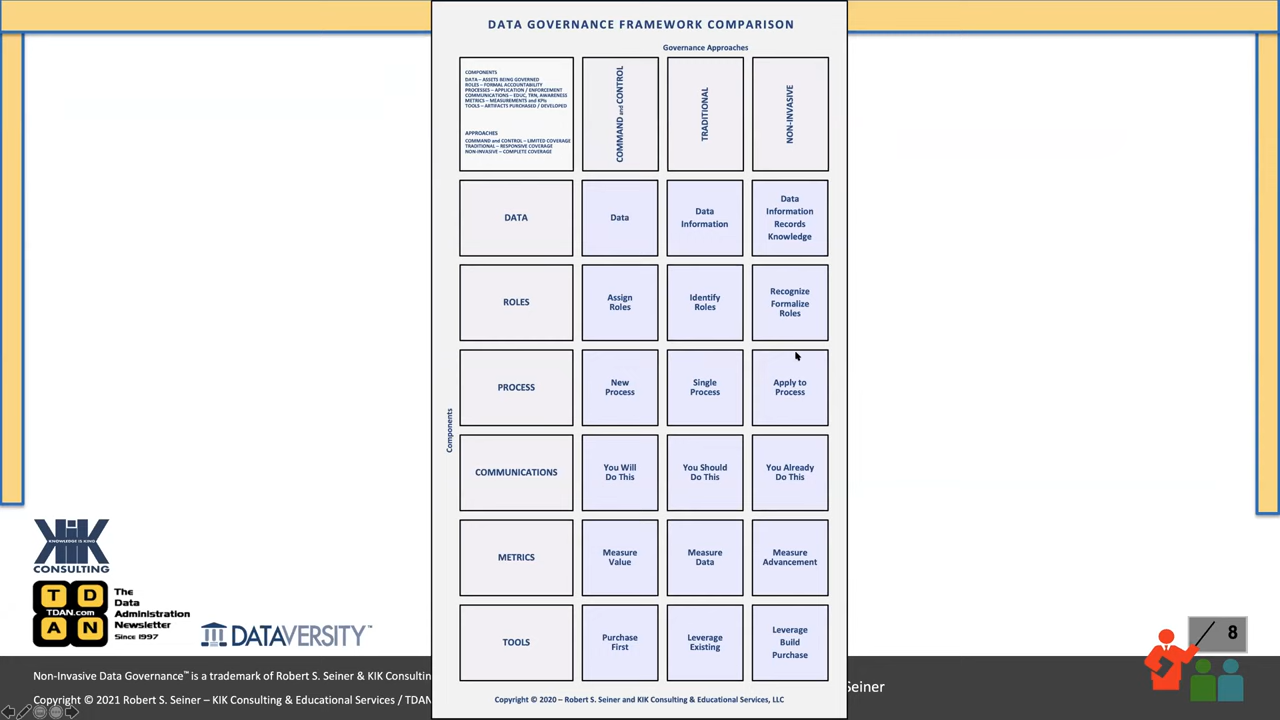 DATA GOVERNANCE FRAMEWORK COMPARISON
Governance Approaches
COMPONENTS
DATA – ASSETS BEING GOVERNED
ROLES – FORMAL ACCOUNTABILITY
PROCESSES – APPLICATION / ENFORCEMENT
COMMUNICATIONS – EDUC, TRN, AWARENESS
METRICS – MEASUREMENTS and KPIs
TOOLS – ARTIFACTS PURCHASED / DEVELOPED
APPROACHES
COMMAND and CONTROL – LIMITED COVERAGE
TRADITIONAL – RESPONSIVE COVERAGE
NON-INVASIVE – COMPLETE COVERAGE
COMMAND and CONTROL
TRADITIONAL
NON-INVASIVE
Components
DATA
Data
Data
Information
Data
Information
Records
Knowledge
ROLES
Assign
Roles
Identify
Roles
Recognize
Formalize
Roles
PROCESS
New
Process
Single
Process
Apply to
Process
COMMUNICATIONS
You Will
Do This
You Should
Do This
You Already
Do This
METRICS
Measure
Value
Measure
Data
Measure
Advancement
TOOLS
Purchase
First
Leverage
Existing
Leverage
Build
Purchase
Copyright © 2020 – Robert S. Seiner and KIK Consulting & Educational Services, LLC
KIK
KNOWLEDGE IS KING
CONSULTING
T D
TDAN.com
A N
The
Data
Administration
Newsletter
Since 1997
DATAVERSITY™
8
Non-Invasive Data Governance™ is a trademark of Robert S. Seiner & KIK Consultin
Copyright © 2021 Robert S. Seiner – KIK Consulting & Educational Services / TDAN
Seiner